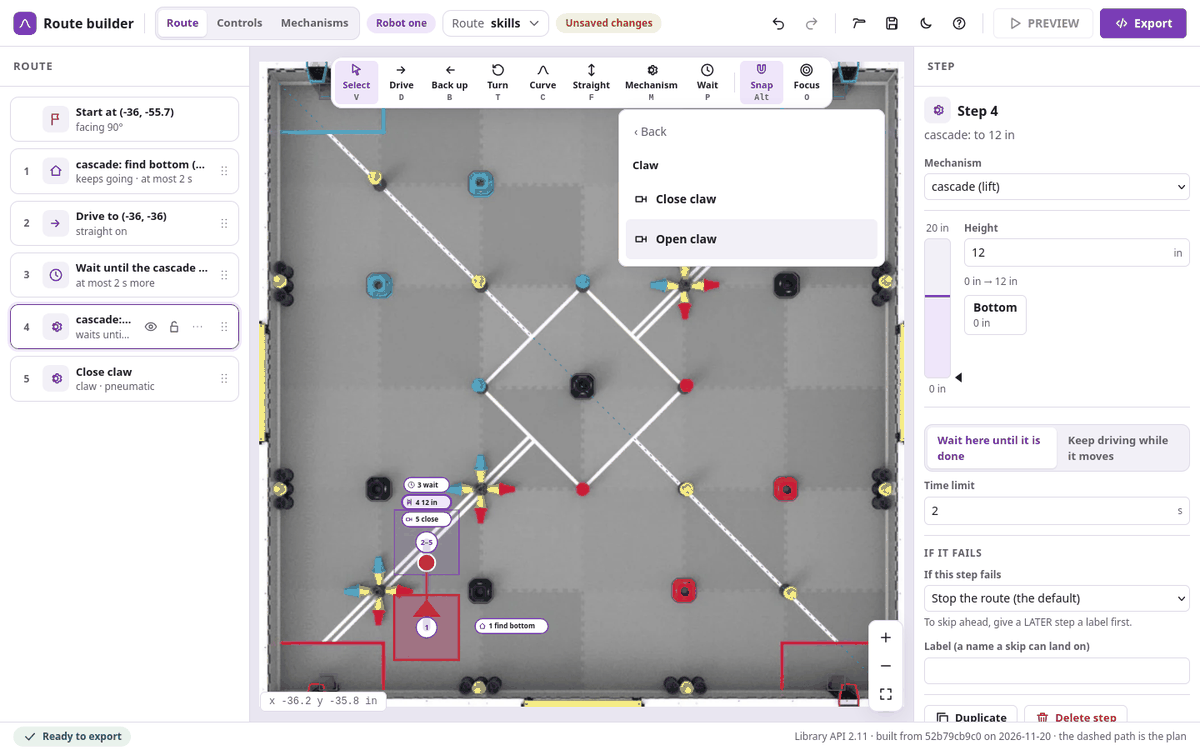 Route builder
Route
Controls
Mechanisms
Robot one
Route skills
Unsaved changes
PREVIEW
Export
ROUTE
Start at (-36, -55.7)
facing 90°
1
cascade: find bottom (...
keeps going · at most 2 s
2
Drive to (-36, -36)
straight on
3
Wait until the cascade ...
at most 2 s more
4
cascade:...
waits unti...
5
Close claw
claw · pneumatic
Select
V
Drive
D
Back up
B
Turn
T
Curve
C
Straight
F
Mechanism
M
Wait
P
Snap
Alt
Focus
O
‹ Back
Claw
Close claw
Open claw
3 wait
4 12 in
5 close
2–5
1
1 find bottom
x -36.2 y -35.8 in
STEP
Step 4
cascade: to 12 in
Mechanism
cascade (lift)
20 in
0 in
Height
12
in
0 in → 12 in
Bottom
0 in
Wait here until it is done
Keep driving while it moves
Time limit
2
s
IF IT FAILS
If this step fails
Stop the route (the default)
To skip ahead, give a LATER step a label first.
Label (a name a skip can land on)
Duplicate
Delete step
Ready to export
Library API 2.11 · built from 52b79cb9c0 on 2026-11-20 · the dashed path is the plan